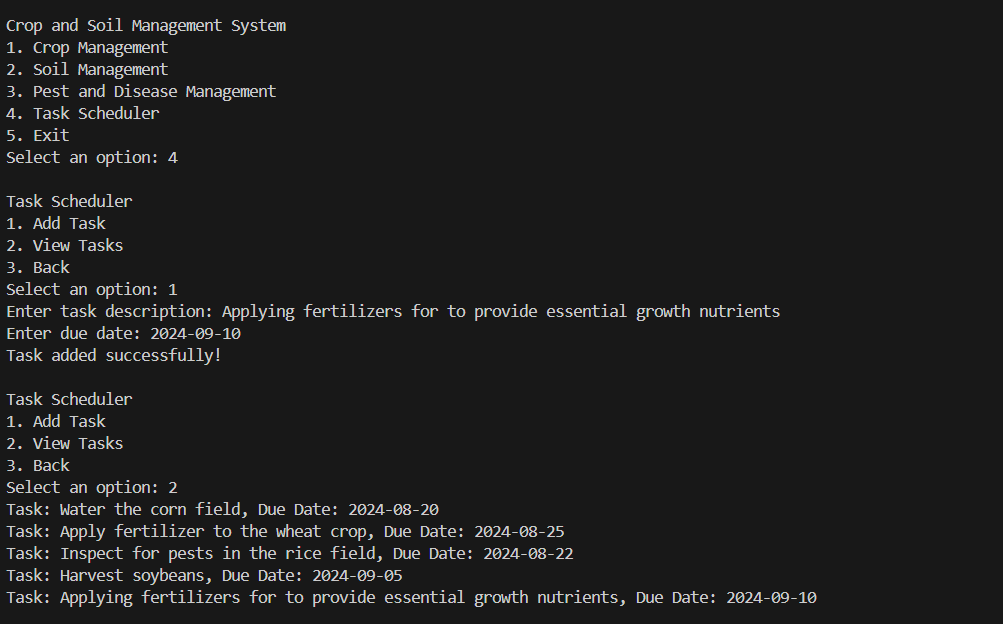 Crop and Soil Management System
1. Crop Management
2. Soil Management
3. Pest and Disease Management
4. Task Scheduler
5. Exit
Select an option: 4
Task Scheduler
1. Add Task
2. View Tasks
3. Back
Select an option: 1
Enter task description: Applying fertilizers for to provide essential growth nutrients
Enter due date: 2024-09-10
Task added successfully!
Task Scheduler
1. Add Task
2. View Tasks
3. Back
Select an option: 2
Task: Water the corn field, Due Date: 2024-08-20
Task: Apply fertilizer to the wheat crop, Due Date: 2024-08-25
Task: Inspect for pests in the rice field, Due Date: 2024-08-22
Task: Harvest soybeans, Due Date: 2024-09-05
Task: Applying fertilizers for to provide essential growth nutrients, Due Date: 2024-09-10